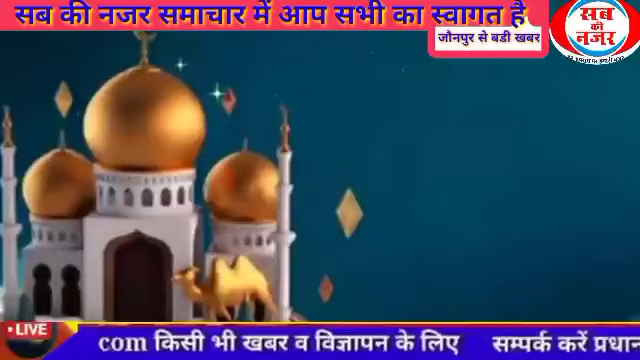 सब की नजर समाचार में आप सभी का स्वागत है
जौनपुर से बडी खबर
सब
की
नजर
LIVE
com किसी भी खबर व विज्ञापन के लिए सम्पर्क करें प्रधान